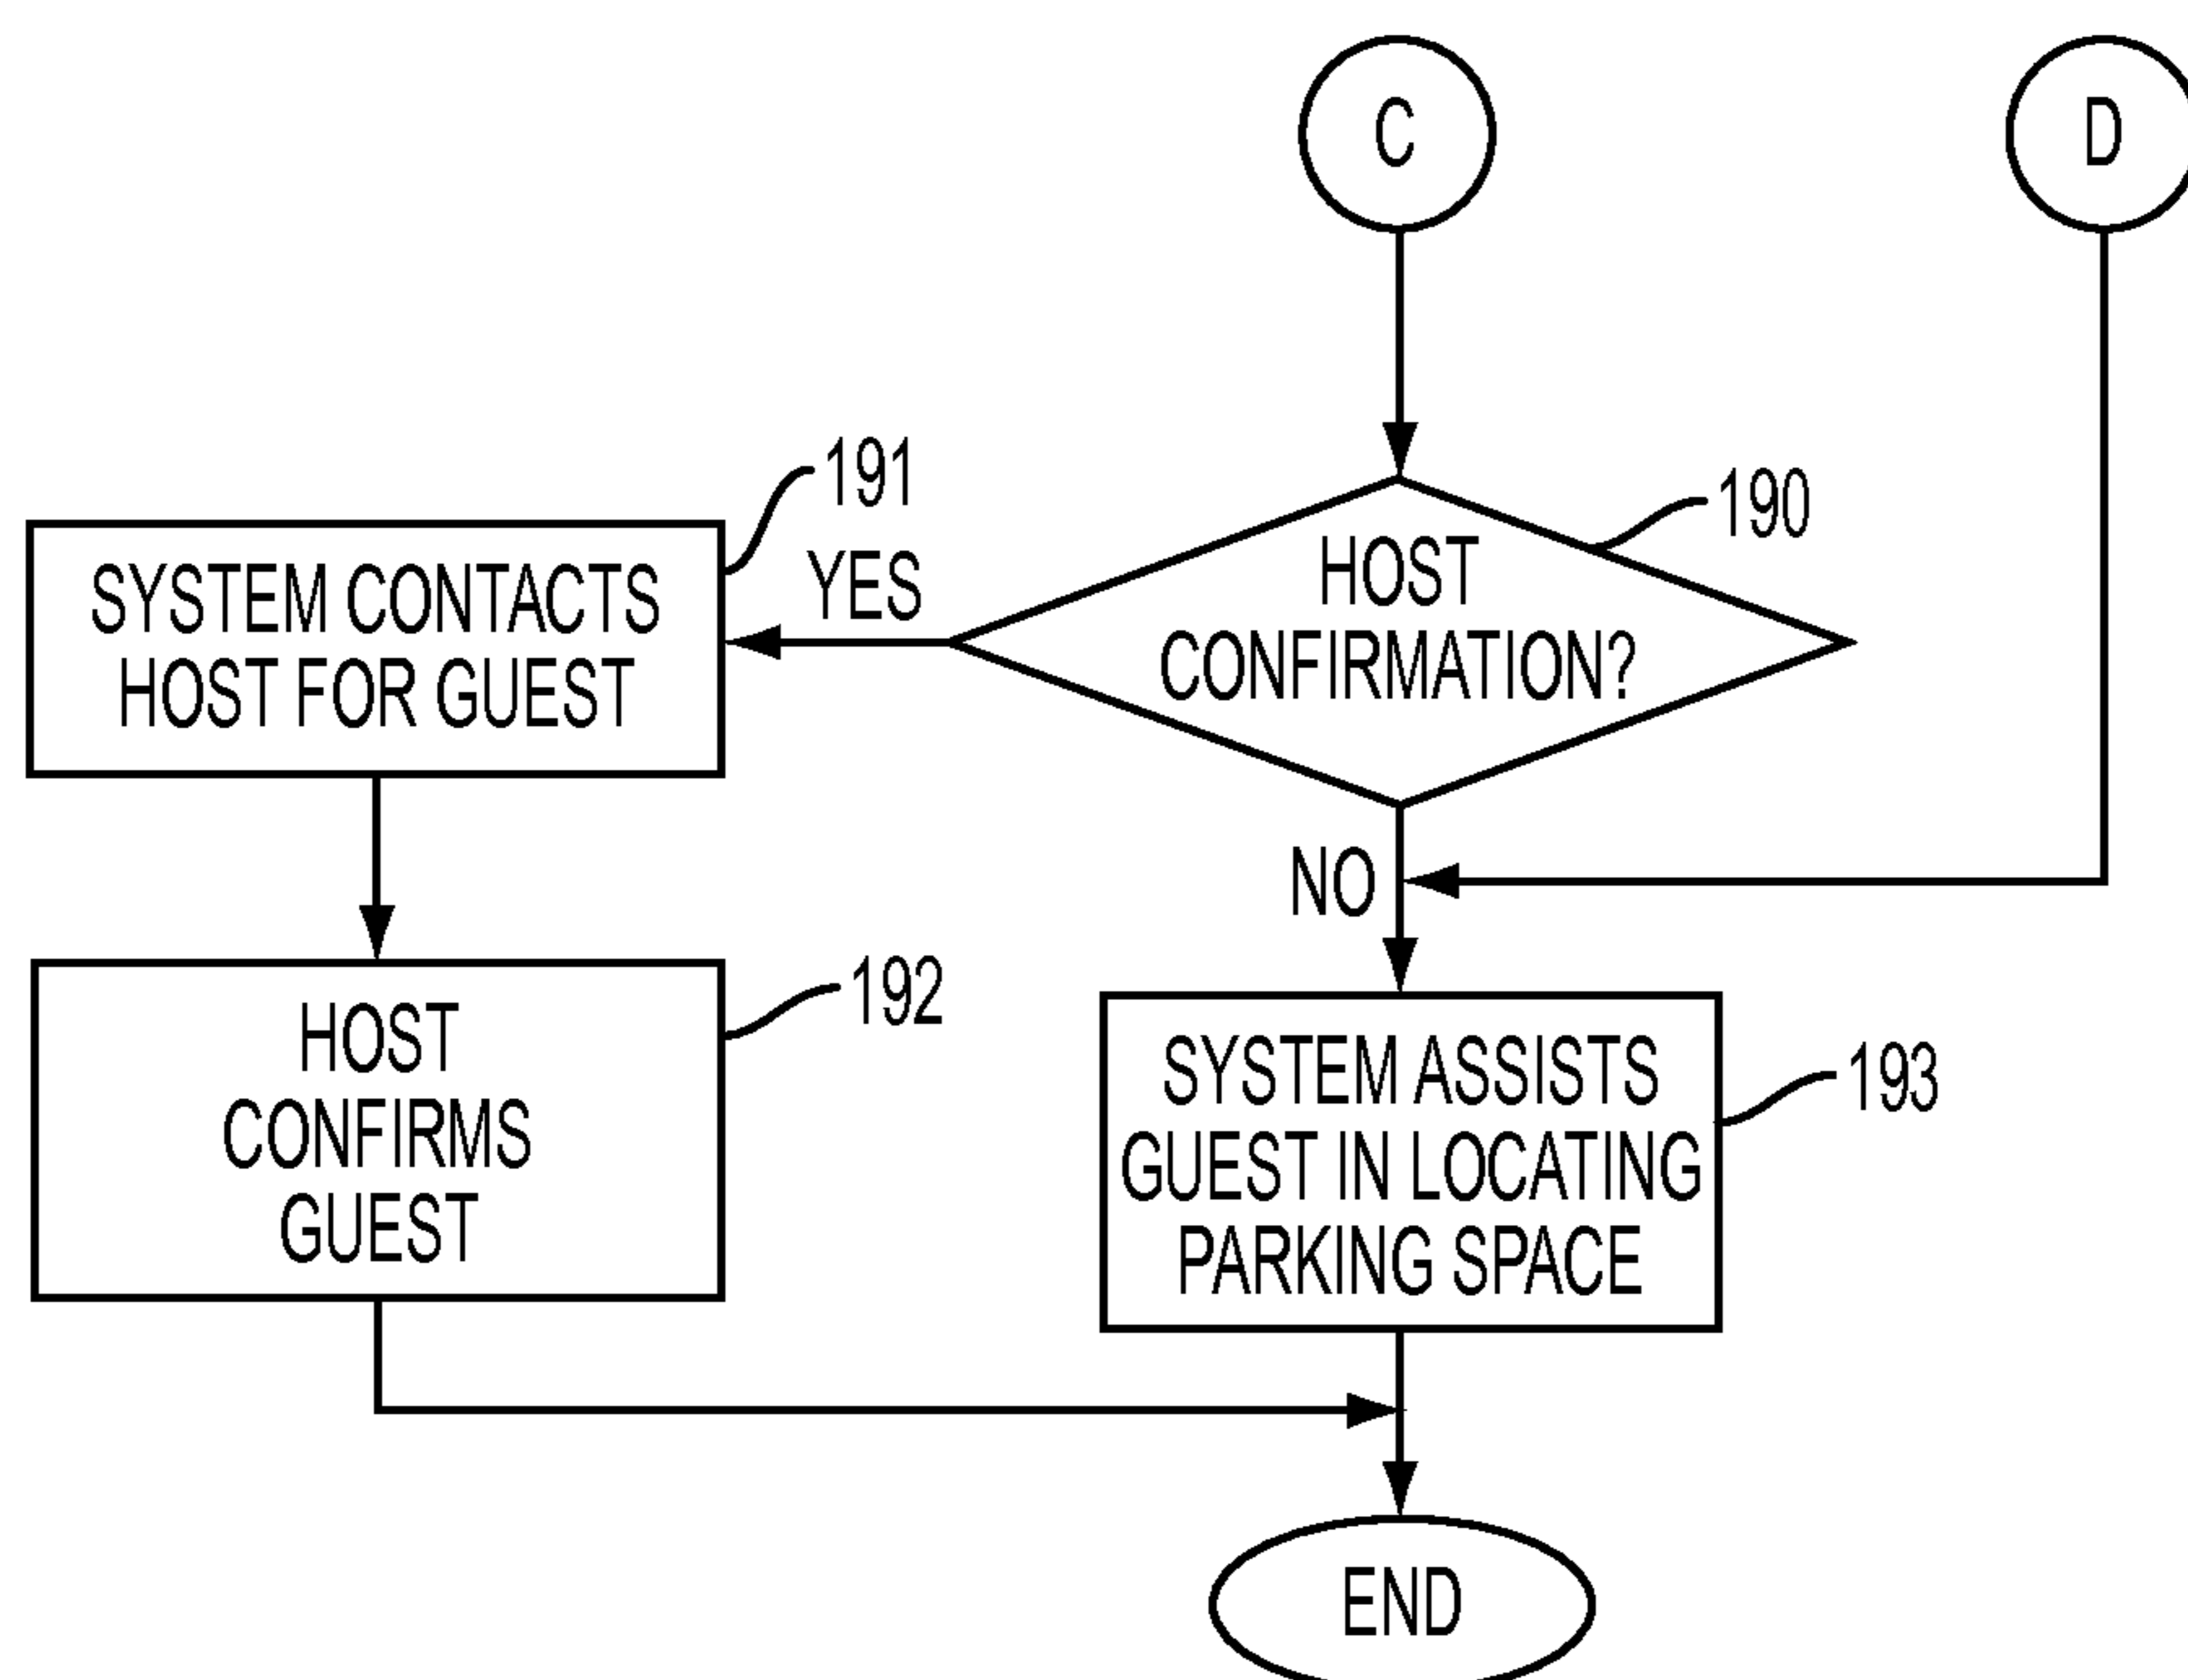 C
D
191
190
YES
HOST
CONFIRMATION?
SYSTEM CONTACTS
HOST FOR GUEST
NO
192
HOST
CONFIRMS
GUEST
193
SYSTEM ASSISTS
GUEST IN LOCATING
PARKING SPACE
END